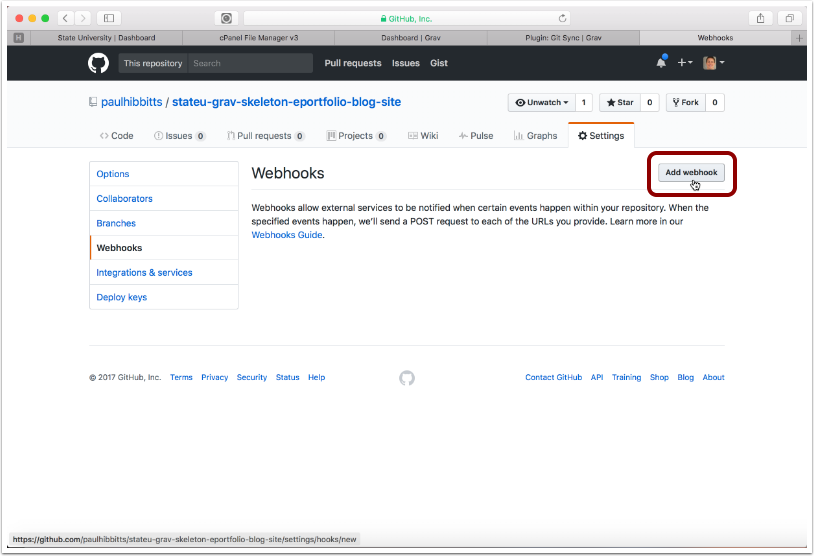 GitHub, Inc.
H State University | Dashboard cPanel File Manager v3 Dashboard | Grav Plugin: Git Sync | Grav Webhooks
This repository Search Pull requests Issues Gist
paulhibbitts / stateu-grav-skeleton-eportfolio-blog-site Unwatch 1 Star 0 Fork 0
Code Issues 0 Pull requests 0 Projects 0 Wiki Pulse Graphs Settings
Options
Collaborators
Branches
Webhooks
Integrations & services
Deploy keys
Webhooks Add webhook
Webhooks allow external services to be notified when certain events happen within your repository. When the
specified events happen, we'll send a POST request to each of the URLs you provide. Learn more in our
Webhooks Guide.
© 2017 GitHub, Inc. Terms Privacy Security Status Help Contact GitHub API Training Shop Blog About
https://github.com/paulhibbitts/stateu-grav-skeleton-eportfolio-blog-site/settings/hooks/new